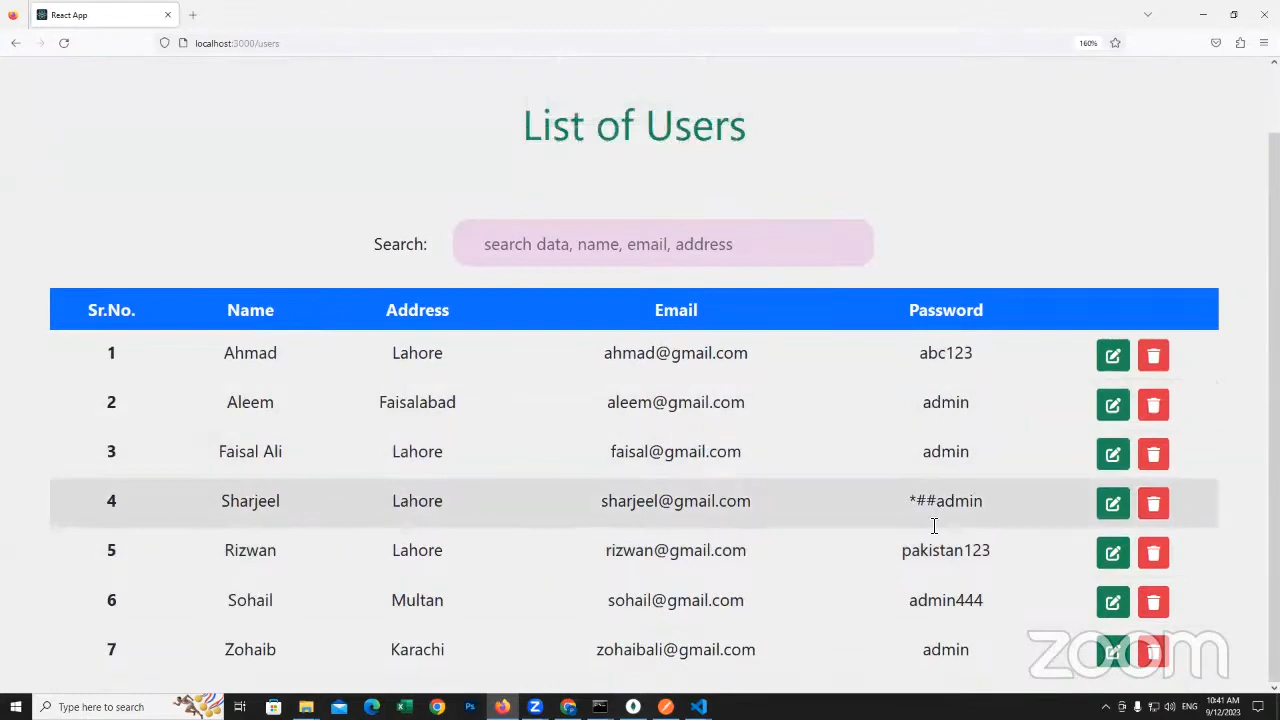 React App
localhost:3000/users
160%
List of Users
Search: search data, name, email, address
Sr.No. Name Address Email Password
1 Ahmad Lahore ahmad@gmail.com abc123
2 Aleem Faisalabad aleem@gmail.com admin
3 Faisal Ali Lahore faisal@gmail.com admin
4 Sharjeel Lahore sharjeel@gmail.com *##admin
5 Rizwan Lahore rizwan@gmail.com pakistan123
6 Sohail Multan sohail@gmail.com admin444
7 Zohaib Karachi zohaibali@gmail.com admin
zoom
Type here to search
Ps
ENG
10:41 AM
9/12/2023